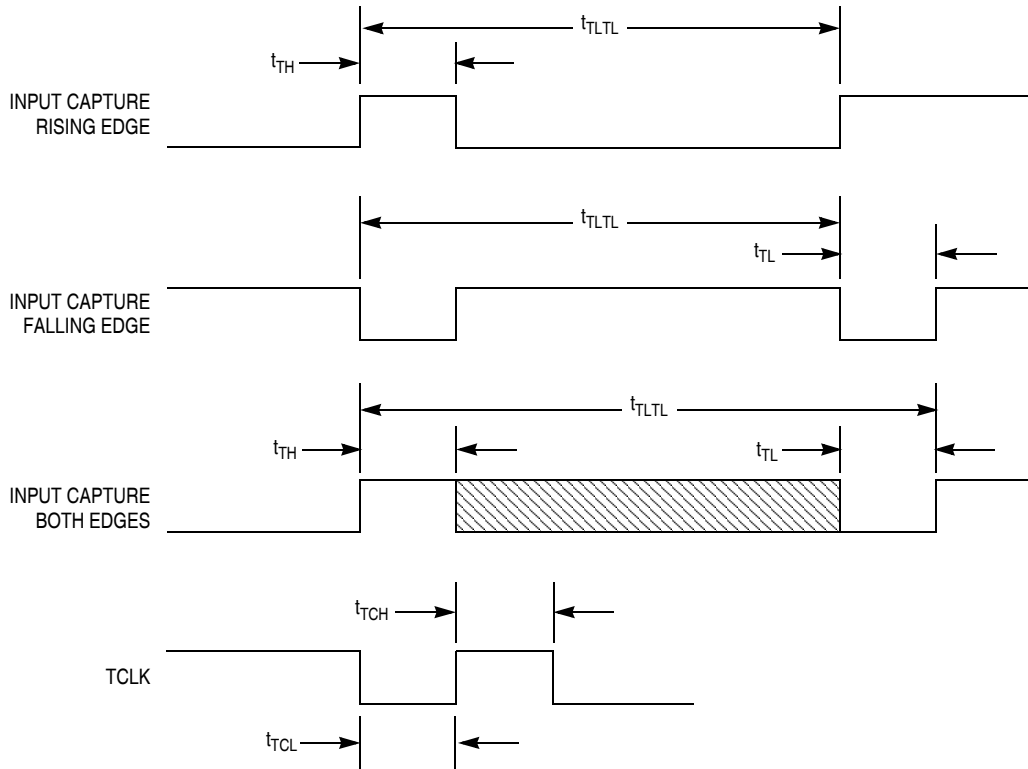 tTLTL
tTH
INPUT CAPTURE
RISING EDGE
tTLTL
tTL
INPUT CAPTURE
FALLING EDGE
tTLTL
tTH
tTL
INPUT CAPTURE
BOTH EDGES
tTCH
TCLK
tTCL